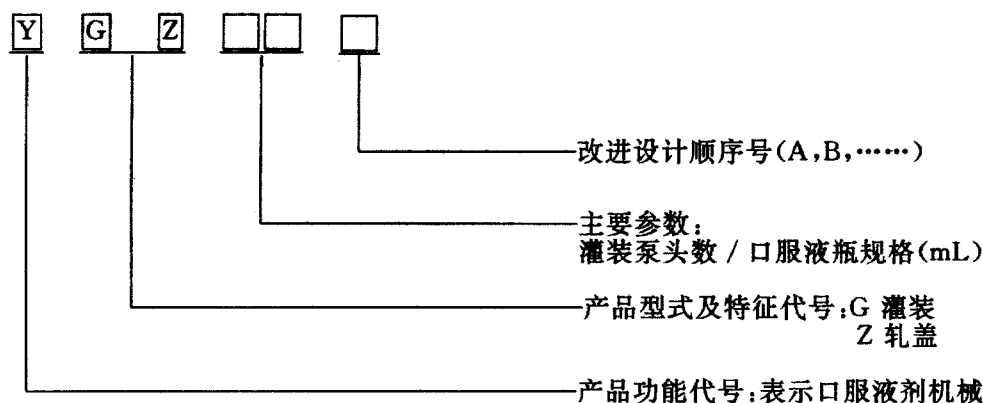 Y G Z □□ □
改进设计顺序号(A,B,……)
主要参数:
灌装泵头数 / 口服液瓶规格(mL)
产品型式及特征代号:G 灌装
Z 轧盖
产品功能代号:表示口服液剂机械